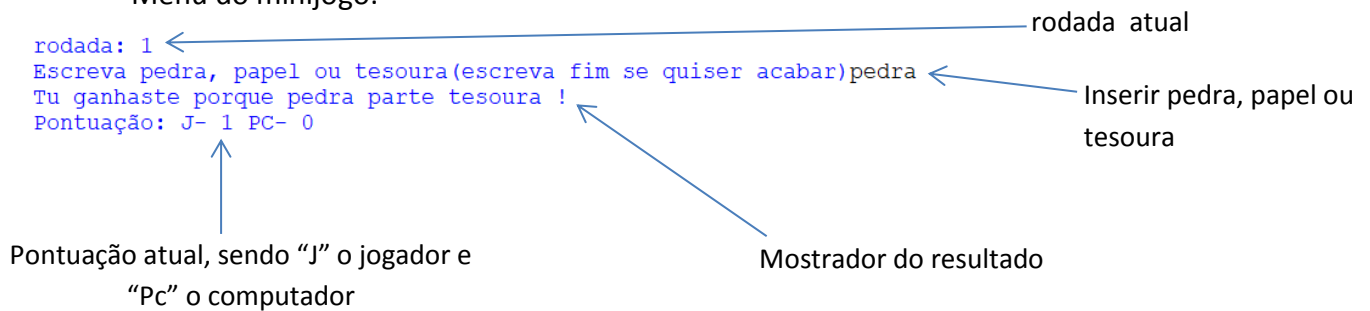 Menu do minijogo:
rodada atual
rodada: 1
Escreva pedra, papel ou tesoura(escreva fim se quiser acabar)pedra
Tu ganhaste porque pedra parte tesoura !
Pontuação: J- 1 PC- 0
Inserir pedra, papel ou
tesoura
Pontuação atual, sendo “J” o jogador e
“Pc” o computador
Mostrador do resultado